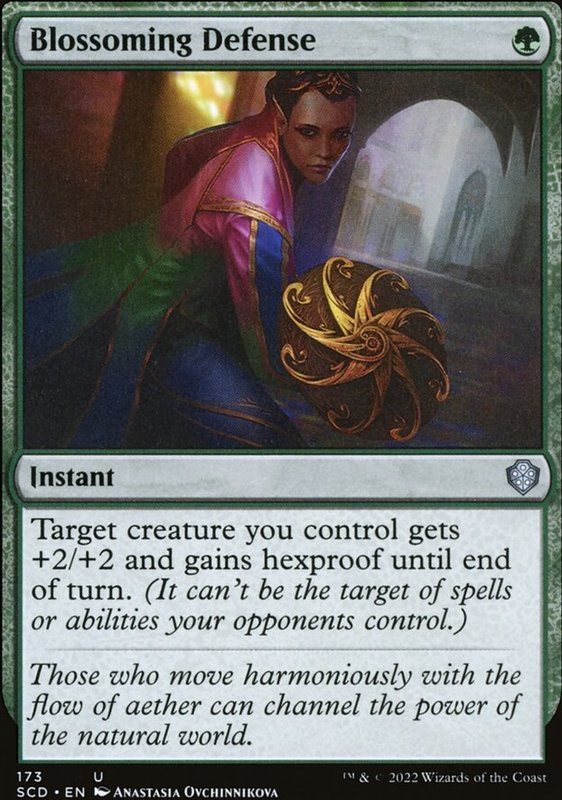 Blossoming Defense
Instant
Target creature you control gets
+2/+2 and gains hexproof until end
of turn. (It can't be the target of spells
or abilities your opponents control.)
Those who move harmoniously with the
flow of aether can channel the power of
the natural world.
173 U
SCD • EN Anastasia Ovchinnikova
™ & © 2022 Wizards of the Coast